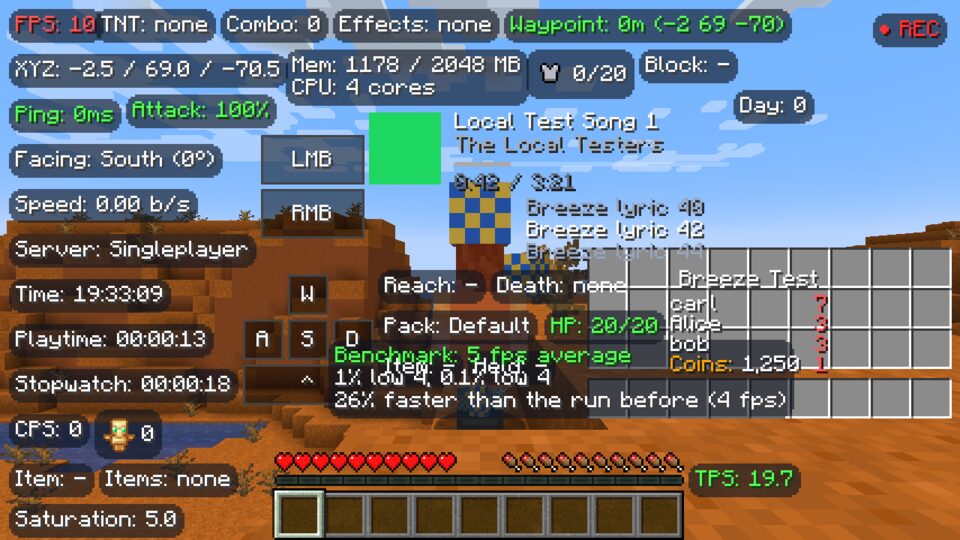 FPS: 10
TNT: none
Combo: 0
Effects: none
Waypoint: 0m (-2 69 -70)
● REC
XYZ: -2.5 / 69.0 / -70.5
Mem: 1178 / 2048 MB
CPU: 4 cores
0/20
Block: -
Day: 0
Ping: 0ms
Attack: 100%
Local Test Song 1
The Local Testers
0:42 / 3:21
Facing: South (0°)
LMB
Speed: 0.00 b/s
RMB
Breeze lyric 40
Breeze lyric 42
Breeze lyric 44
Server: Singleplayer
Reach: -
Death: none
Breeze Test
carl 7
Alice 3
bob 3
Coins: 1,250 1
Time: 19:33:09
W
Pack: Default
HP: 20/20
Playtime: 00:00:13
A
S
D
Benchmark: 5 fps average
1% low 4, 0.1% low 4
26% faster than the run before (4 fps)
Stopwatch: 00:00:18
^
CPS: 0
0
Item: -
Items: none
TPS: 19.7
Saturation: 5.0